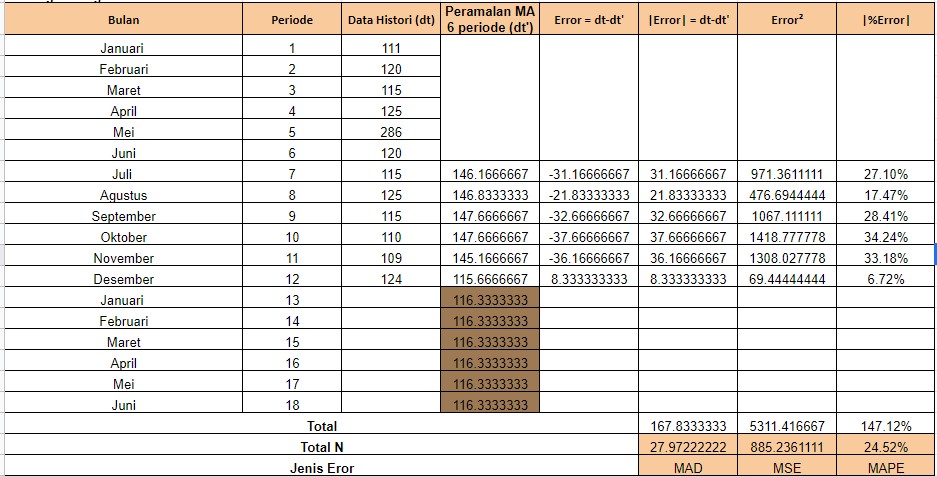 Bulan Periode Data Histori (dt) Peramalan MA 6 periode (dt') Error = dt-dt' |Error| = dt-dt' Error² |%Error|
Januari 1 111
Februari 2 120
Maret 3 115
April 4 125
Mei 5 286
Juni 6 120
Juli 7 115 146.1666667 -31.16666667 31.16666667 971.3611111 27.10%
Agustus 8 125 146.8333333 -21.83333333 21.83333333 476.6944444 17.47%
September 9 115 147.6666667 -32.66666667 32.66666667 1067.111111 28.41%
Oktober 10 110 147.6666667 -37.66666667 37.66666667 1418.777778 34.24%
November 11 109 145.1666667 -36.16666667 36.16666667 1308.027778 33.18%
Desember 12 124 115.6666667 8.333333333 8.333333333 69.44444444 6.72%
Januari 13 116.3333333
Februari 14 116.3333333
Maret 15 116.3333333
April 16 116.3333333
Mei 17 116.3333333
Juni 18 116.3333333
Total 167.8333333 5311.416667 147.12%
Total N 27.97222222 885.2361111 24.52%
Jenis Eror MAD MSE MAPE